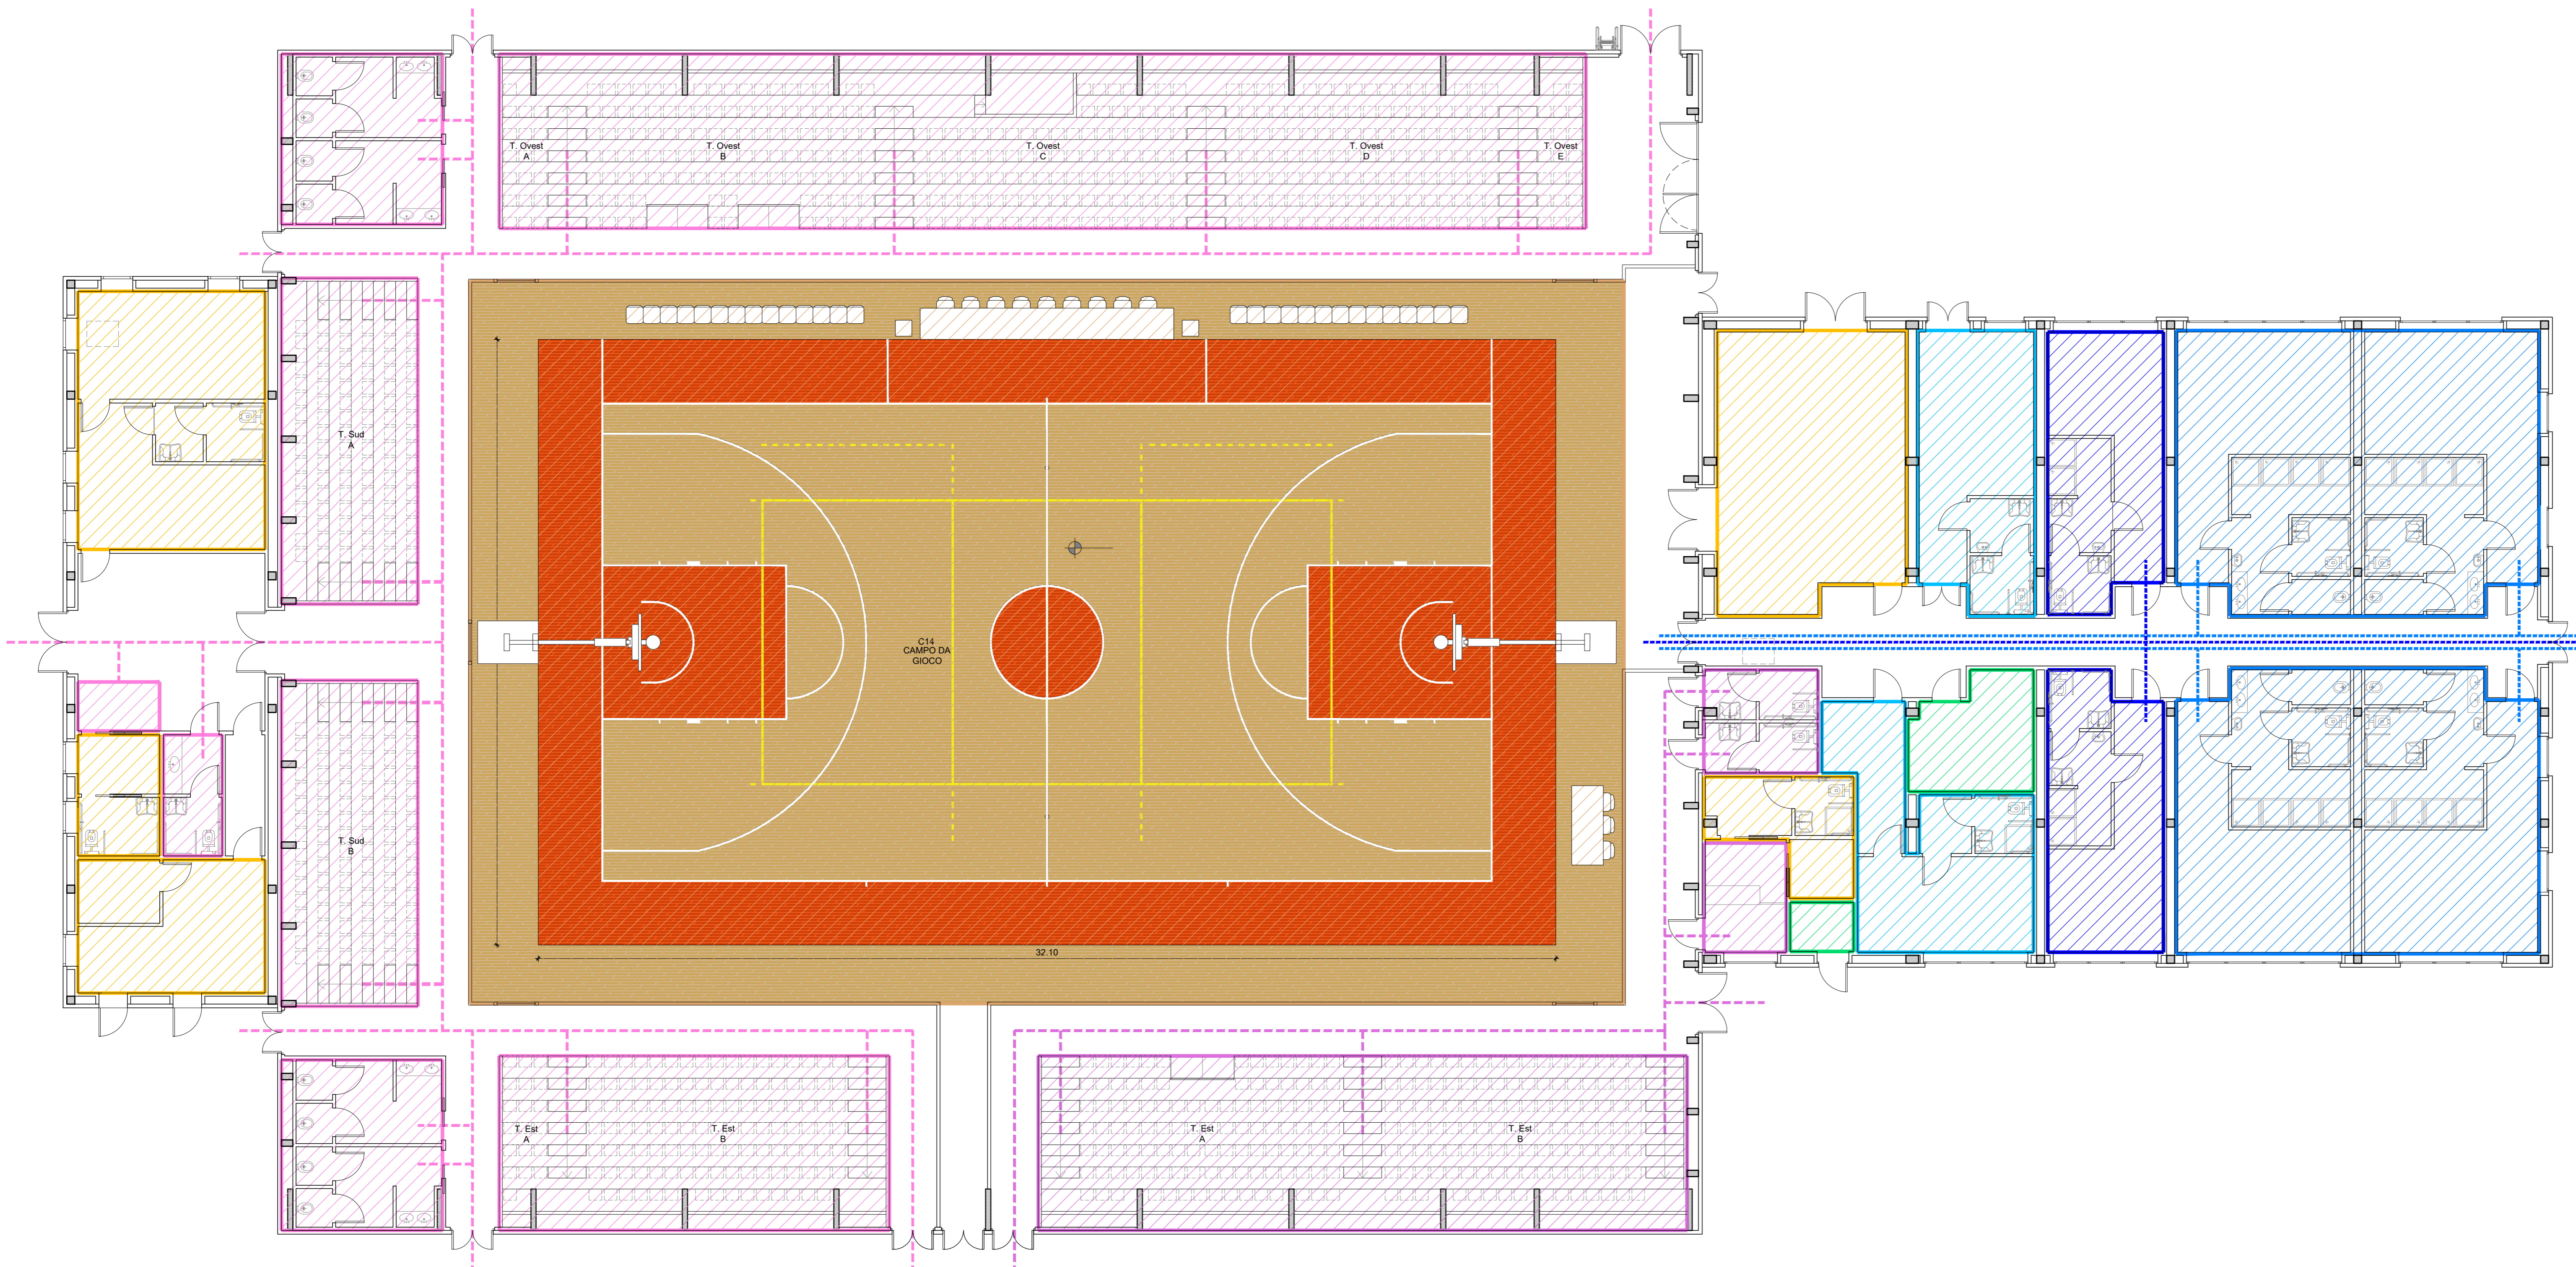 T. Ovest
A
T. Ovest
B
T. Ovest
C
T. Ovest
D
T. Ovest
E
T. Sud
A
C14
CAMPO DA
GIOCO
T. Sud
B
32.10
T. Est
A
T. Est
B
T. Est
A
T. Est
B